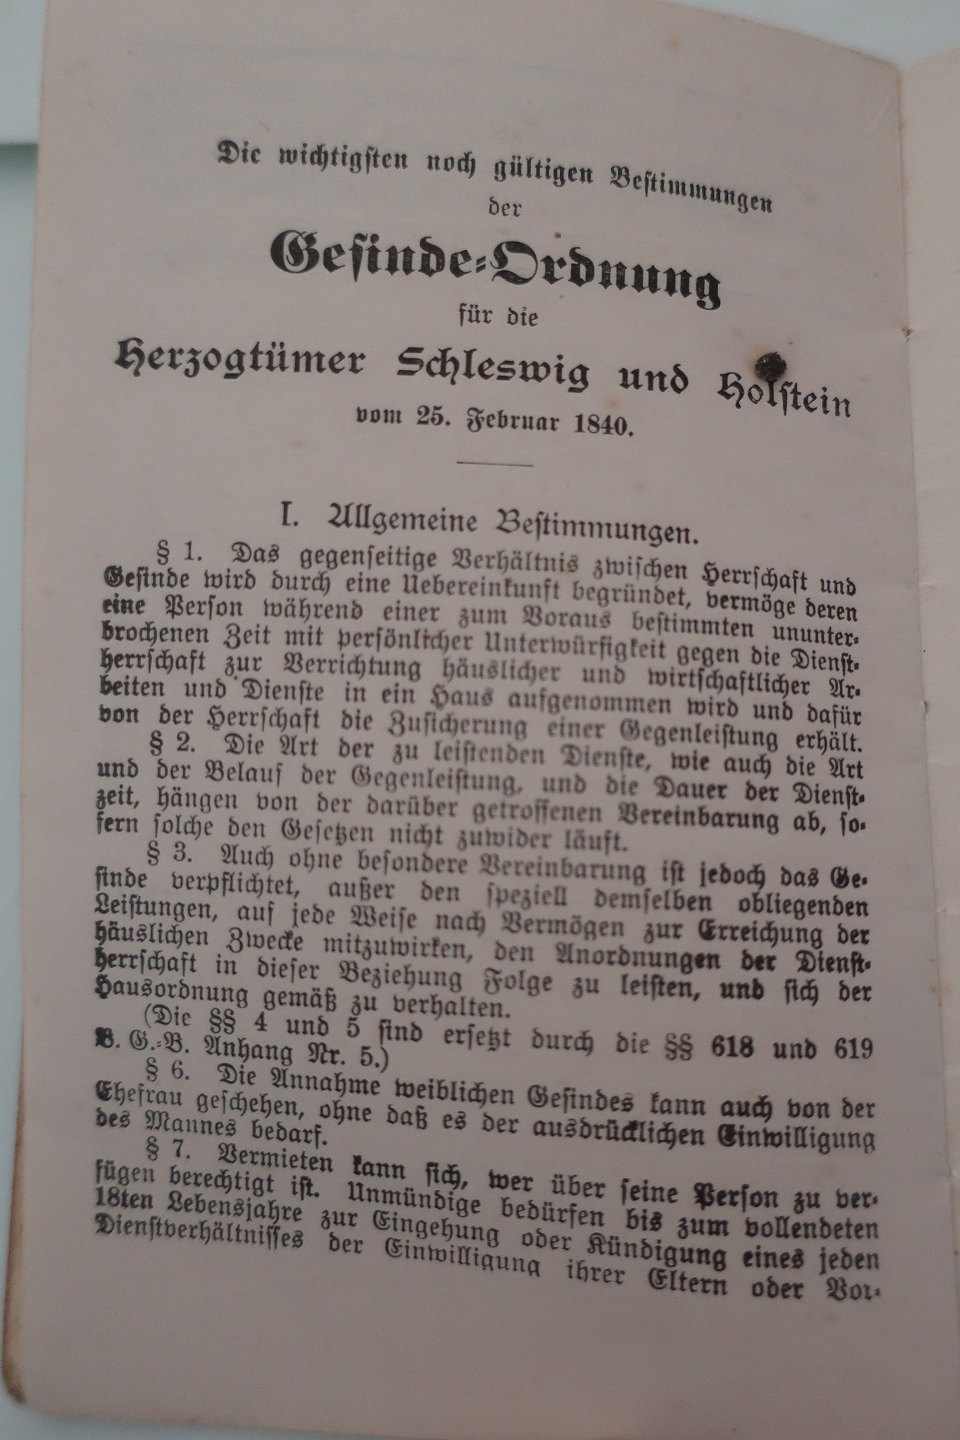 Die wichtigsten noch gültigen Bestimmungen
der
Gesinde-Ordnung
für die
Herzogtümer Schleswig und Holstein
vom 25. Februar 1840.
I. Allgemeine Bestimmungen.
§ 1. Das gegenseitige Verhältnis zwischen Herrschaft und
Gesinde wird durch eine Uebereinkunft begründet, vermöge deren
eine Person während einer zum Voraus bestimmten ununter-
brochenen Zeit mit persönlicher Unterwürfigkeit gegen die Dienst-
herrschaft zur Verrichtung häuslicher und wirtschaftlicher Ar-
beiten und Dienste in ein Haus aufgenommen wird und dafür
von der Herrschaft die Zusicherung einer Gegenleistung erhält.
§ 2. Die Art der zu leistenden Dienste, wie auch die Art
und der Belauf der Gegenleistung, und die Dauer der Dienst-
zeit, hängen von der darüber getroffenen Vereinbarung ab, so-
fern solche den Gesetzen nicht zuwider läuft.
§ 3. Auch ohne besondere Vereinbarung ist jedoch das Ge-
sinde verpflichtet, außer den speziell demselben obliegenden
Leistungen, auf jede Weise nach Vermögen zur Erreichung der
häuslichen Zwecke mitzuwirken, den Anordnungen der Dienst-
herrschaft in dieser Beziehung Folge zu leisten, und sich der
Hausordnung gemäß zu verhalten.
(Die §§ 4 und 5 sind ersetzt durch die §§ 618 und 619
B. G.-B. Anhang Nr. 5.)
§ 6. Die Annahme weiblichen Gesindes kann auch von der
Ehefrau geschehen, ohne daß es der ausdrücklichen Einwilligung
des Mannes bedarf.
§ 7. Vermieten kann sich, wer über seine Person zu ver-
fügen berechtigt ist. Unmündige bedürfen bis zum vollendeten
18ten Lebensjahre zur Eingehung oder Kündigung eines jeden
Dienstverhältnisses der Einwilligung ihrer Eltern oder Vor-